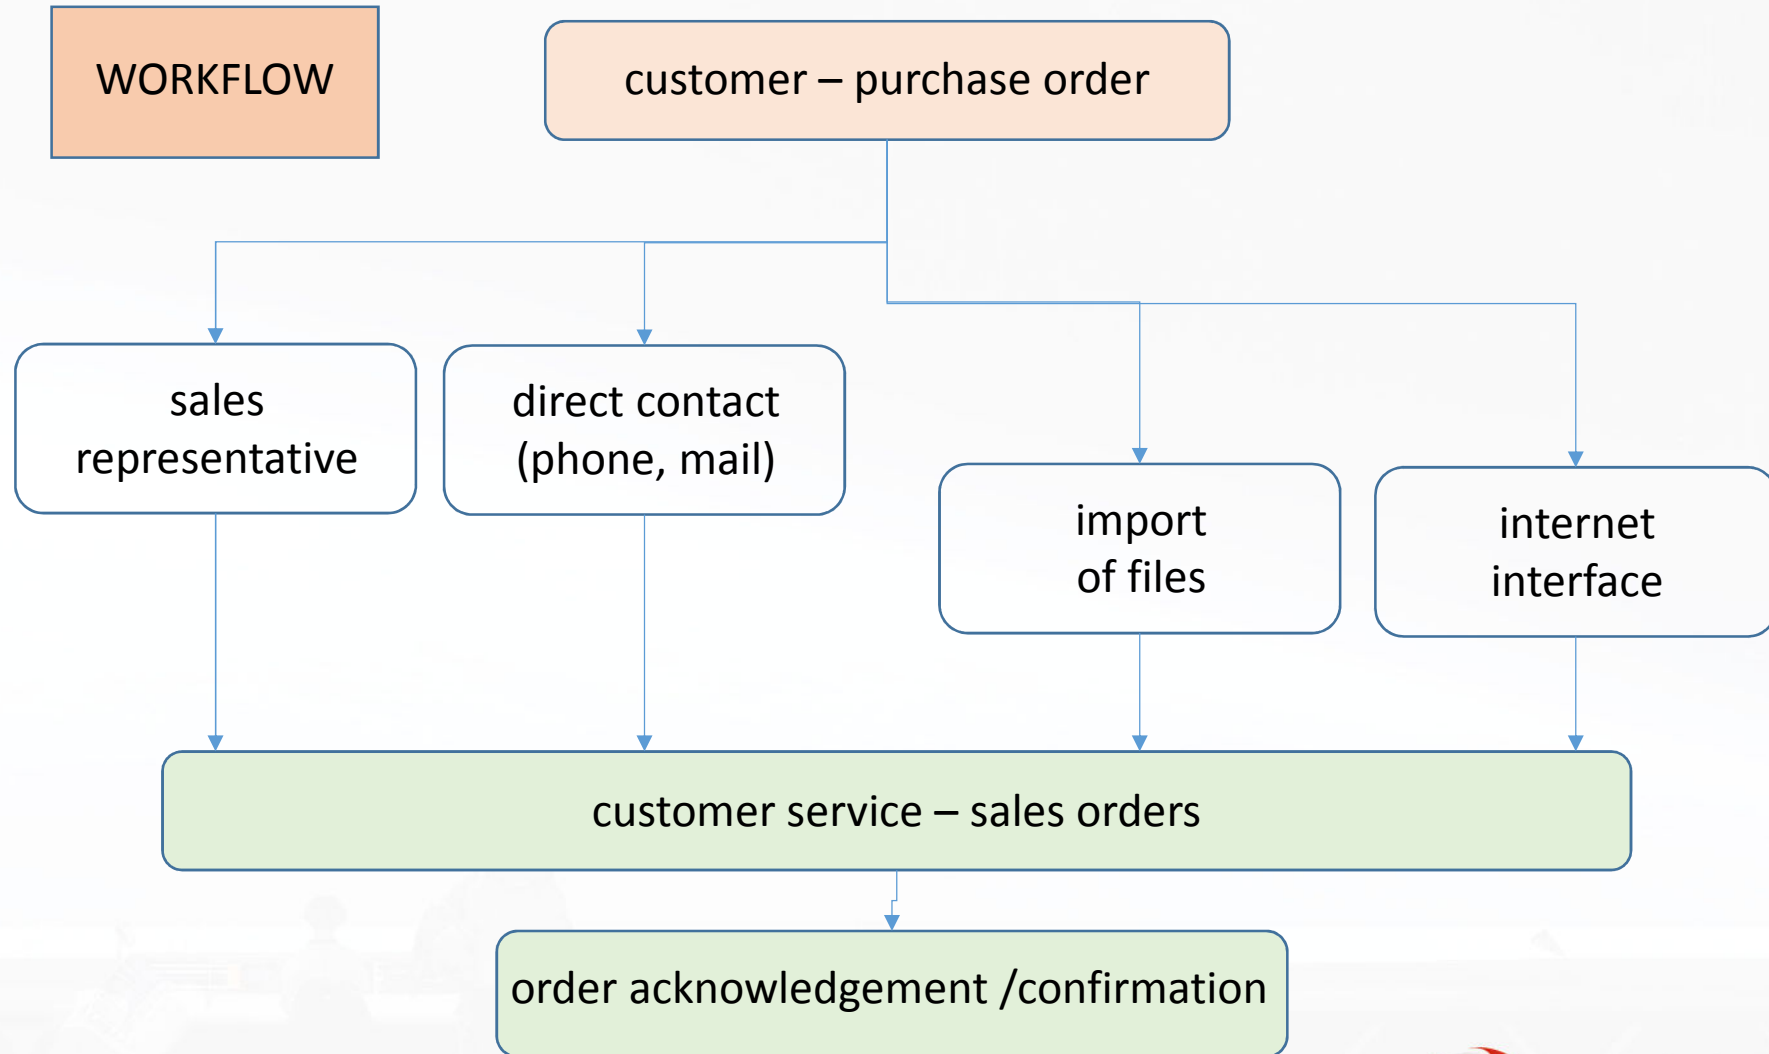 WORKFLOW
customer – purchase order
sales
representative
direct contact
(phone, mail)
import
of files
internet
interface
customer service – sales orders
order acknowledgement /confirmation